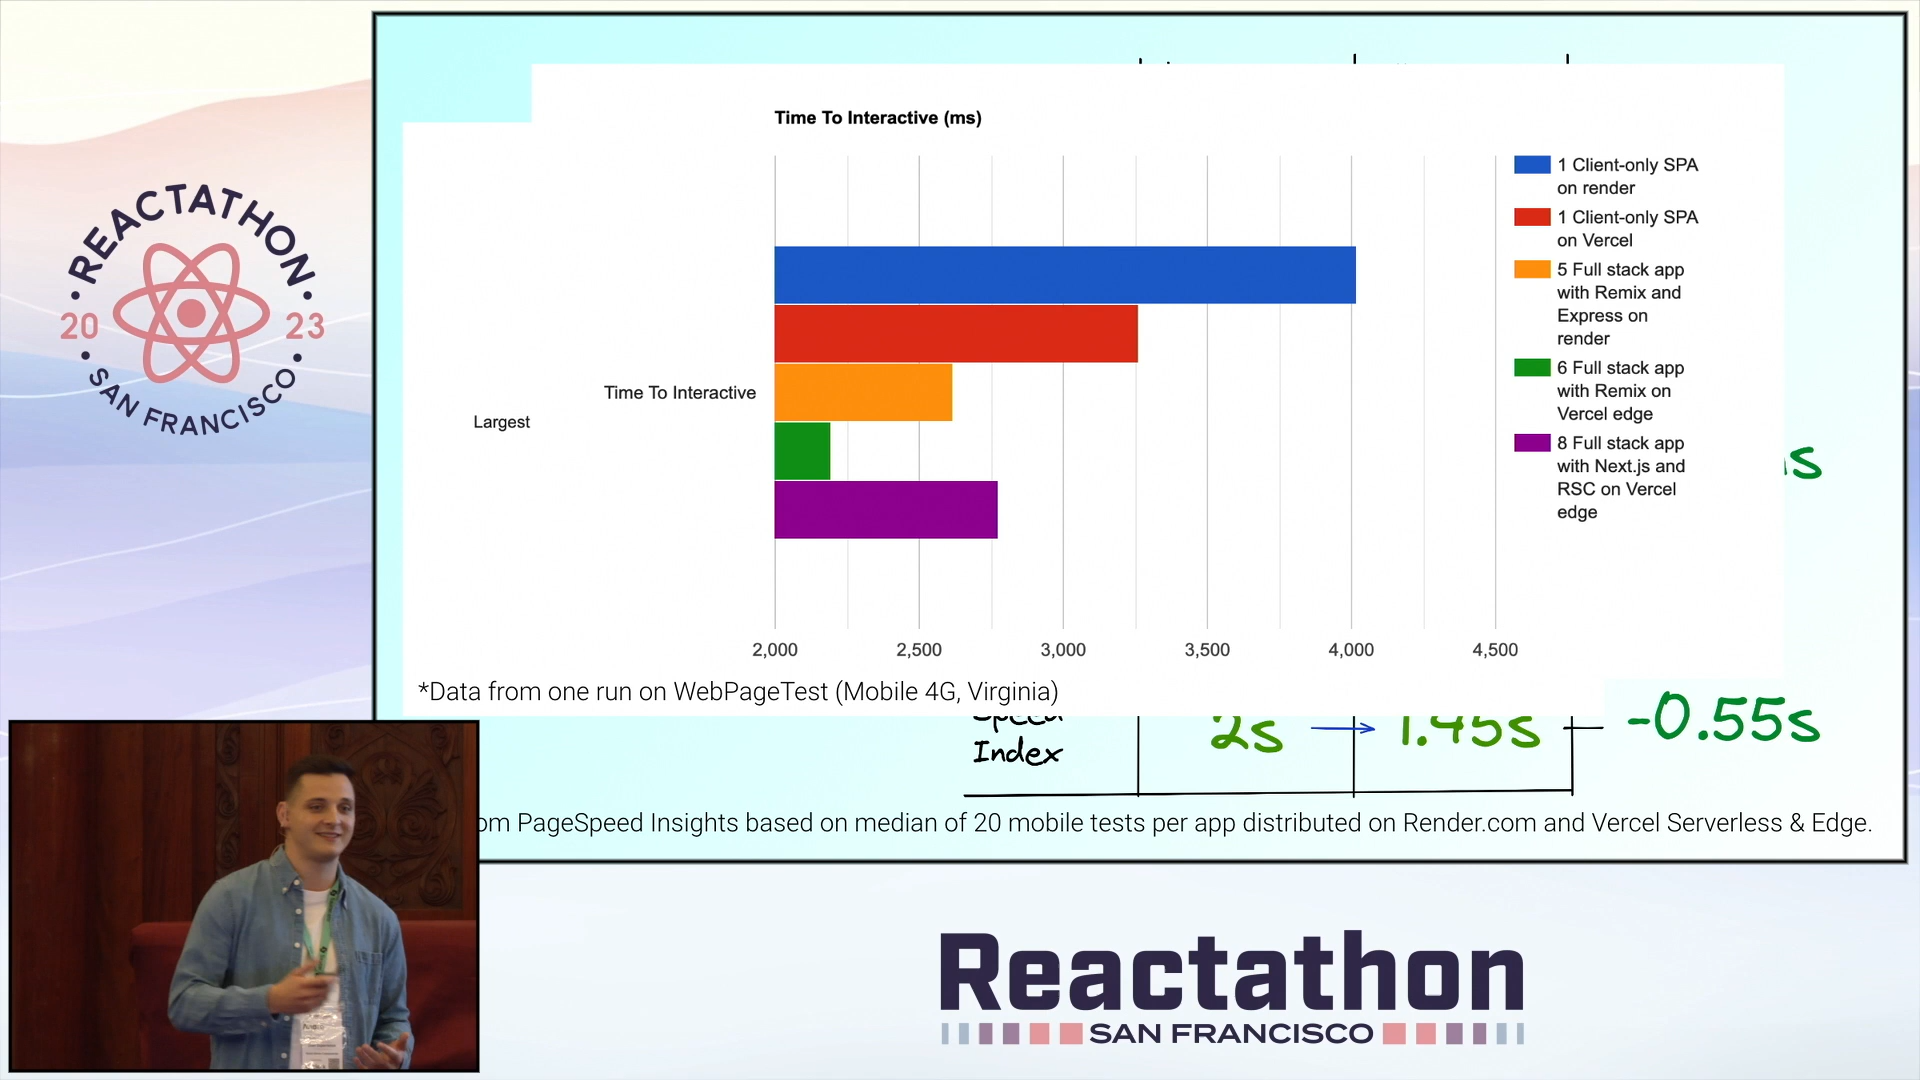 REACTATHON
20 23
SAN FRANCISCO
Time To Interactive (ms)
1 Client-only SPA
on render
1 Client-only SPA
on Vercel
5 Full stack app
with Remix and
Express on
render
6 Full stack app
with Remix on
Vercel edge
8 Full stack app
with Next.js and
RSC on Vercel
edge
Time To Interactive
Largest
s
2,000 2,500 3,000 3,500 4,000 4,500
*Data from one run on WebPageTest (Mobile 4G, Virginia)
Speed
Index 2s 1.45s -0.55s
om PageSpeed Insights based on median of 20 mobile tests per app distributed on Render.com and Vercel Serverless & Edge.
Reactathon
SAN FRANCISCO